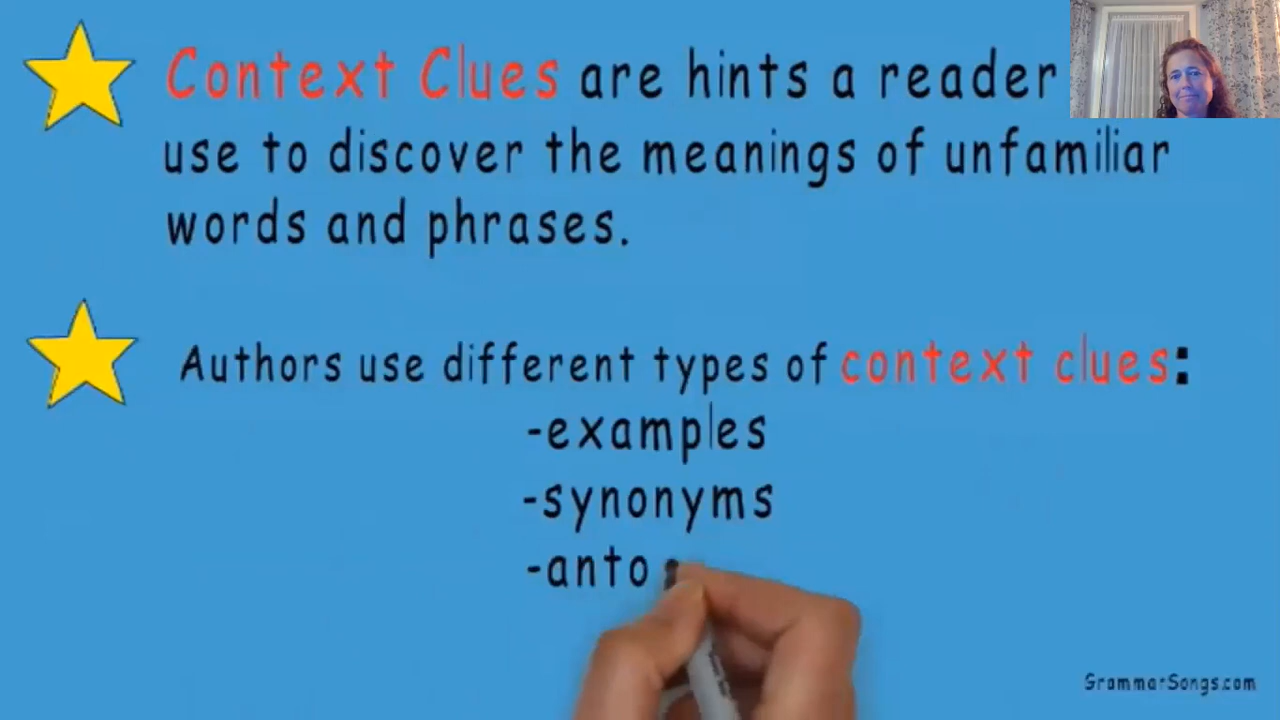 Context Clues are hints a reader
use to discover the meanings of unfamiliar
words and phrases.
Authors use different types of context clues:
-examples
-synonyms
-anto
GrammarSongs.com